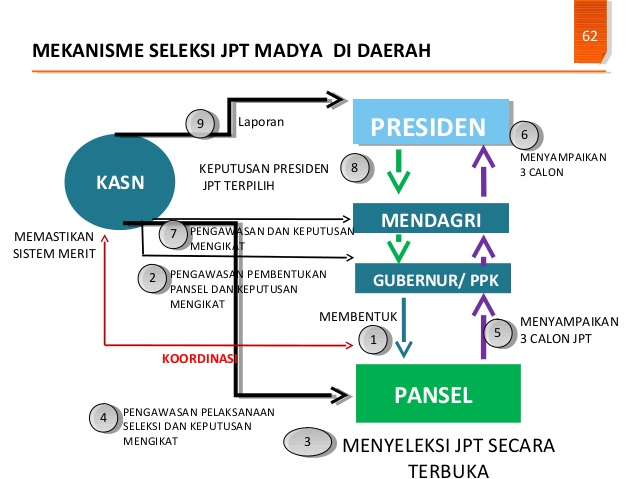 62
MEKANISME SELEKSI JPT MADYA DI DAERAH
9
Laporan
PRESIDEN
6
MENYAMPAIKAN
3 CALON
KASN
KEPUTUSAN PRESIDEN
JPT TERPILIH
8
MENDAGRI
7
PENGAWASAN DAN KEPUTUSAN
MENGIKAT
MEMASTIKAN
SISTEM MERIT
2
PENGAWASAN PEMBENTUKAN
PANSEL DAN KEPUTUSAN
MENGIKAT
GUBERNUR/ PPK
MEMBENTUK
1
5
MENYAMPAIKAN
3 CALON JPT
KOORDINASI
PANSEL
4
PENGAWASAN PELAKSANAAN
SELEKSI DAN KEPUTUSAN
MENGIKAT
3
MENYELEKSI JPT SECARA
TERBUKA